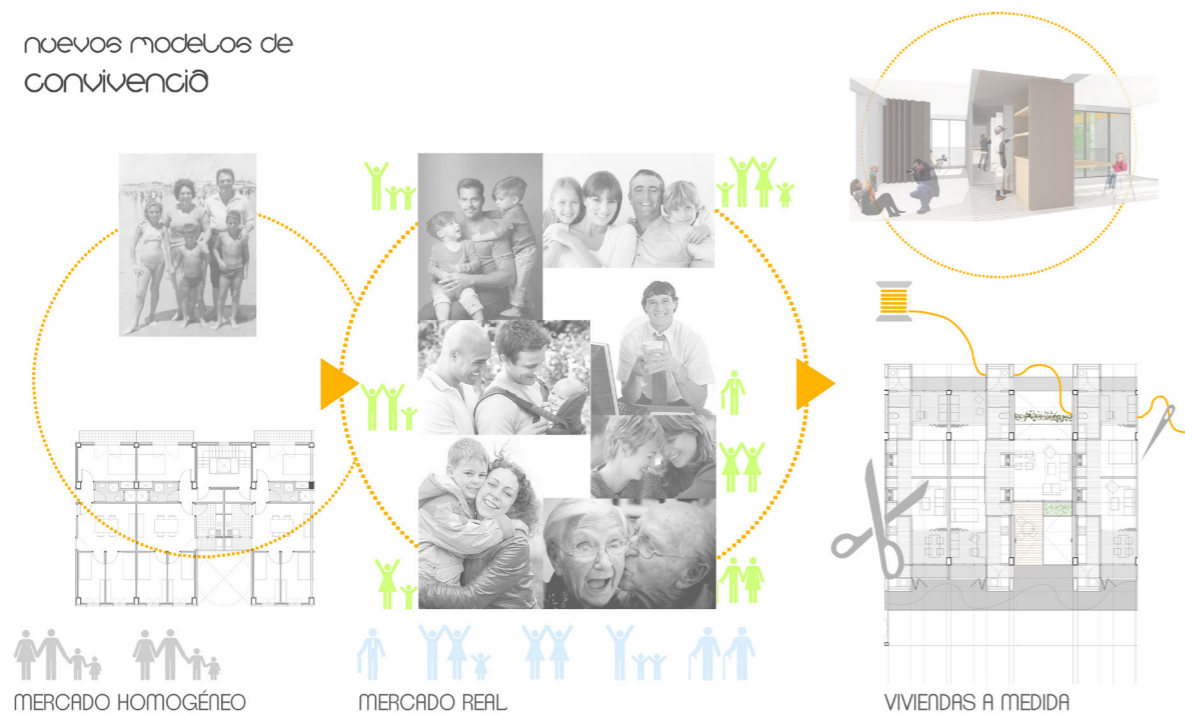 nuevos modelos de
convivencia
MERCADO HOMOGÉNEO
MERCADO REAL
VIVIENDAS A MEDIDA